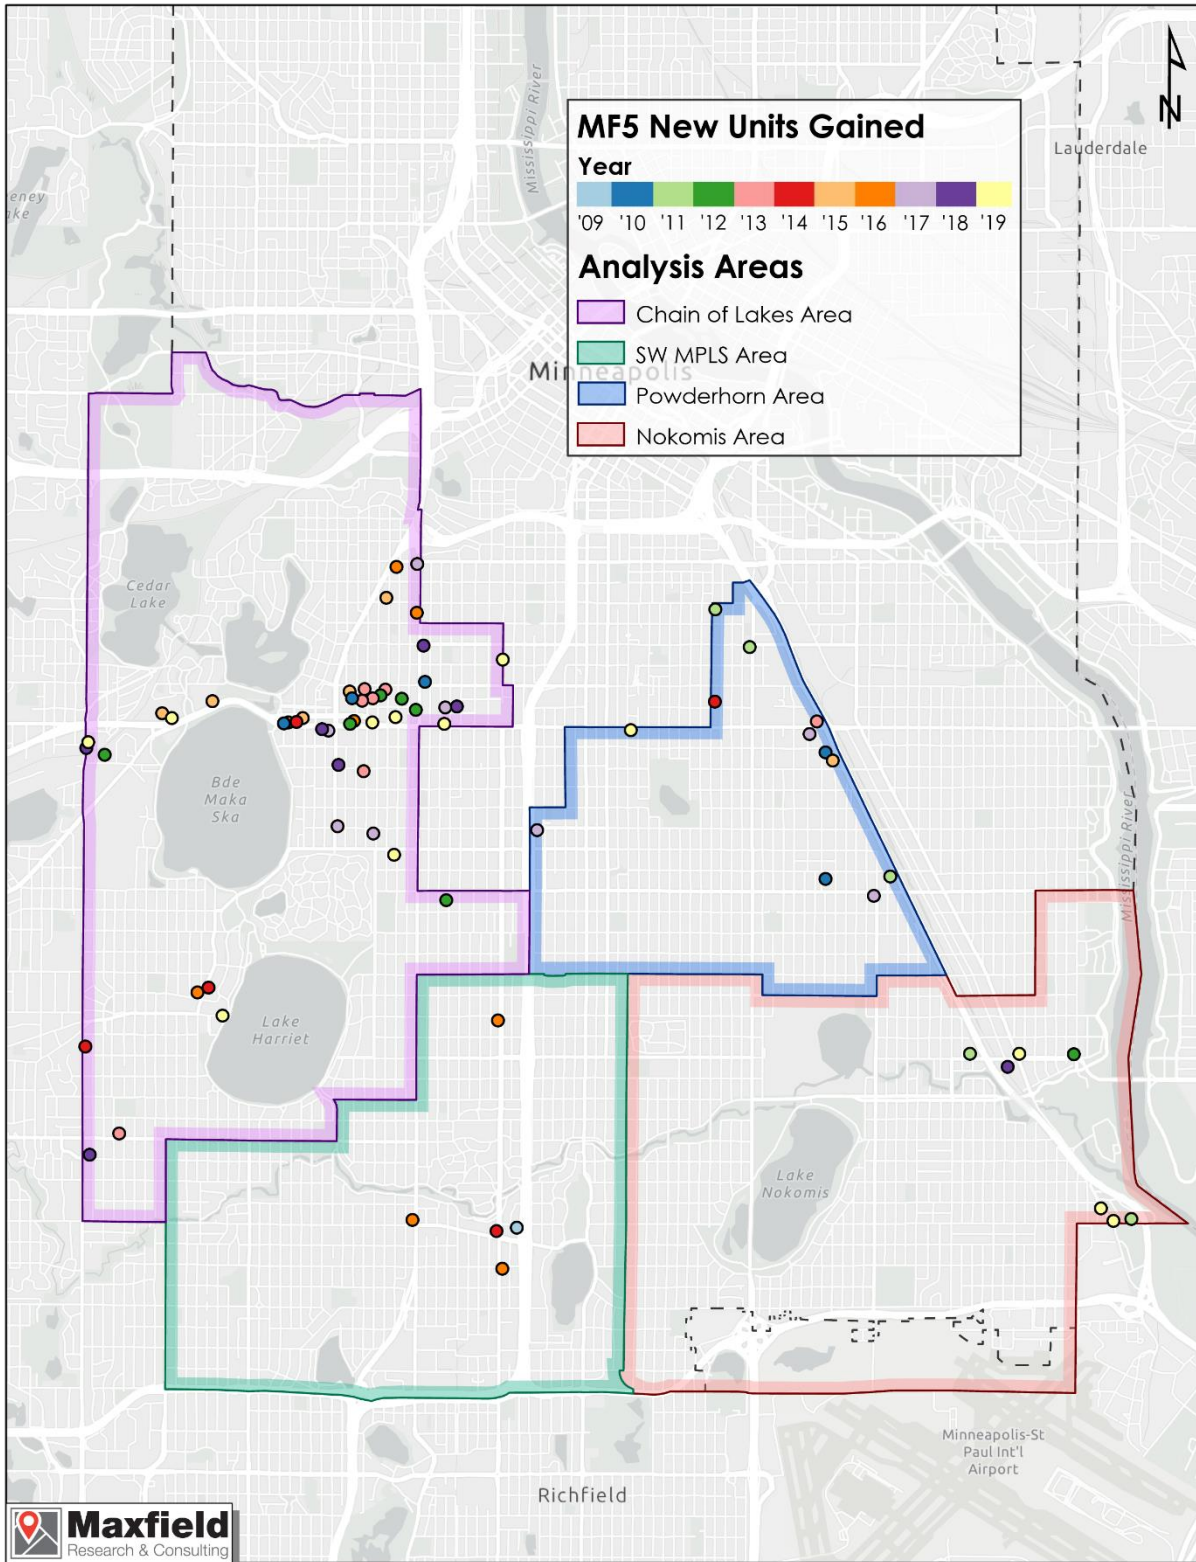 Mississippi River
N
MF5 New Units Gained
Year
'09 '10 '11 '12 '13 '14 '15 '16 '17 '18 '19
Analysis Areas
Chain of Lakes Area
SW MPLS Area
Powderhorn Area
Nokomis Area
Lauderdale
eney
ake
Minneapolis
Cedar
Lake
Bde
Maka
Ska
Mississippi River
Lake
Harriet
Lake
Nokomis
Minneapolis-St
Paul Int'l
Airport
Richfield
Maxfield
Research & Consulting